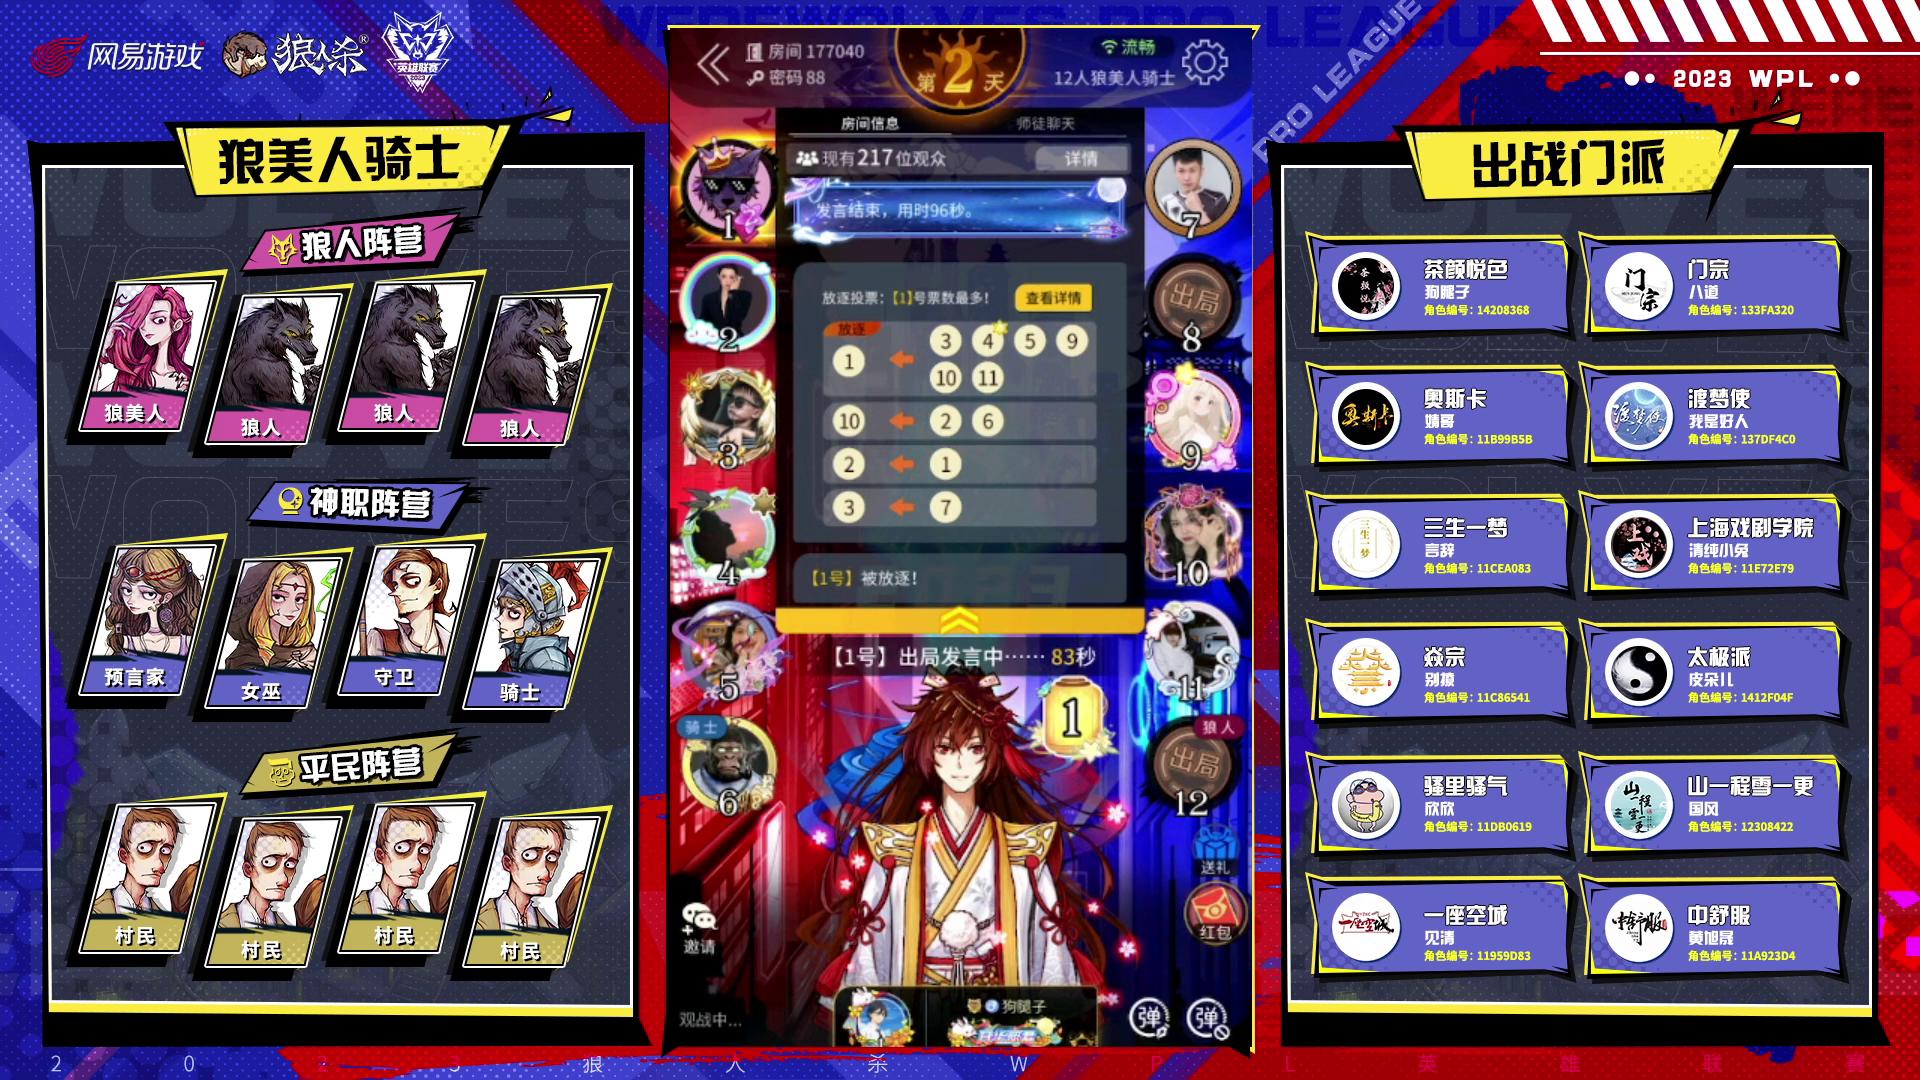 WEREWOLVES PRO LEAGUE
网易游戏
狼人杀®
英雄联赛
PRO LEAGUE
2023 WPL
狼美人骑士
狼人阵营
狼美人
狼人
狼人
狼人
神职阵营
预言家
女巫
守卫
骑士
平民阵营
村民
村民
村民
村民
房间 177040
密码 88
第2天
流畅
12人狼美人骑士
房间信息
师徒聊天
现有217位观众
详情
发言结束，用时96秒。
放逐投票：【1】号票数最多！
查看详情
放逐
1
3 4 5 9
10 11
10
2 6
2
1
3
7
【1号】被放逐！
【1号】出局发言中…… 83秒
1
1
2
3
4
5
骑士
6
7
出局
8
9
10
11
狼人
出局
12
送礼
红包
邀请
观战中...
狗腿子
弹
弹
出战门派
茶颜悦色
狗腿子
角色编号：14208368
门宗
八道
角色编号：133FA320
奥斯卡
婧哥
角色编号：11B99B5B
渡梦使
我是好人
角色编号：137DF4C0
三生一梦
言辞
角色编号：11CEA083
上海戏剧学院
清纯小兔
角色编号：11E72E79
焱宗
别撩
角色编号：11C86541
太极派
皮朵儿
角色编号：1412F04F
骚里骚气
欣欣
角色编号：11DB0619
山一程雪一更
国风
角色编号：12308422
一座空城
见清
角色编号：11959D83
中舒服
黄旭晟
角色编号：11A923D4
2 0 2 3 狼 人 杀 W P L 英 雄 联 赛